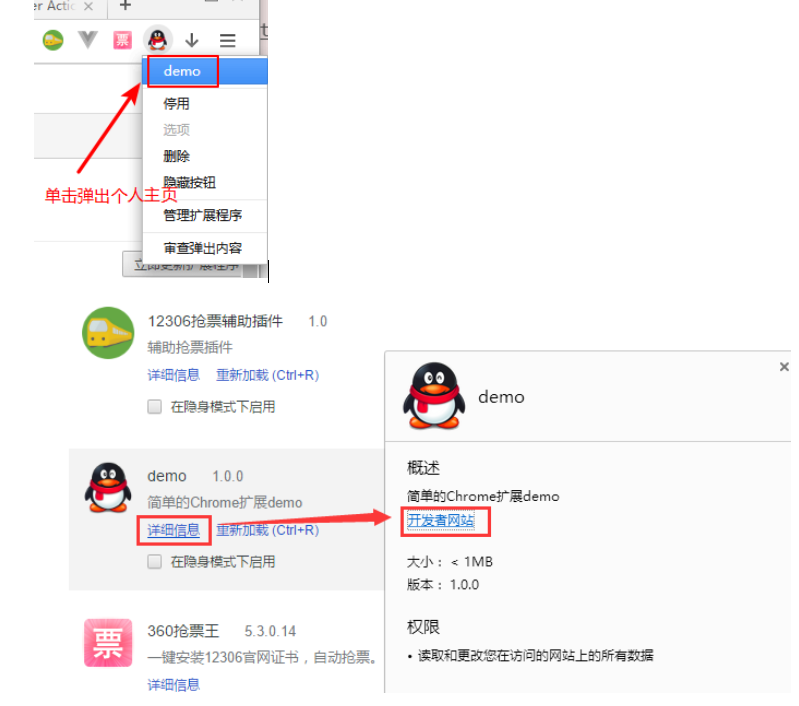 er Actic × +
票
demo
停用
选项
删除
隐藏按钮
管理扩展程序
审查弹出内容
单击弹出个人主页
立即更新扩展程序
12306抢票辅助插件 1.0
辅助抢票插件
详细信息 重新加载 (Ctrl+R)
在隐身模式下启用
demo 1.0.0
简单的Chrome扩展demo
详细信息 重新加载 (Ctrl+R)
在隐身模式下启用
票
360抢票王 5.3.0.14
一键安装12306官网证书，自动抢票。
详细信息
demo
×
概述
简单的Chrome扩展demo
开发者网站
大小： < 1MB
版本： 1.0.0
权限
• 读取和更改您在访问的网站上的所有数据